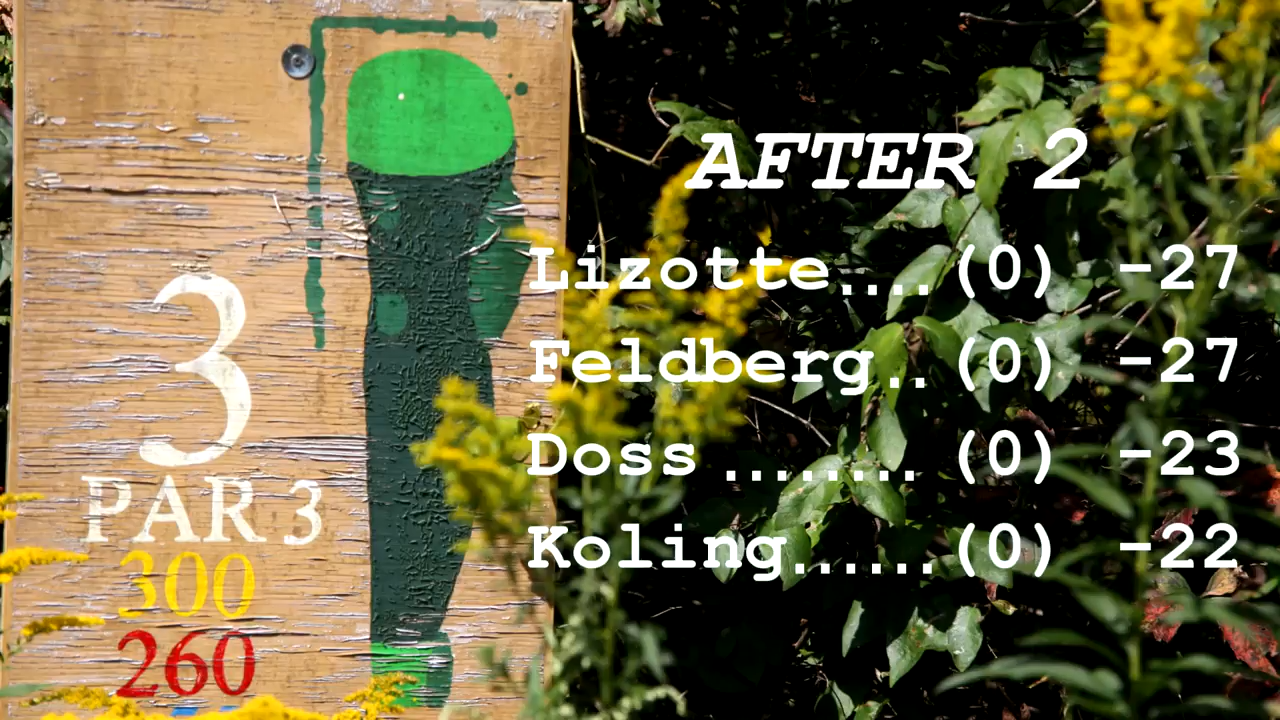 3
PAR 3
300
260
AFTER 2
Lizotte....(0) -27
Feldberg..(0) -27
Doss ........ (0) -23
Koling......(0) -22